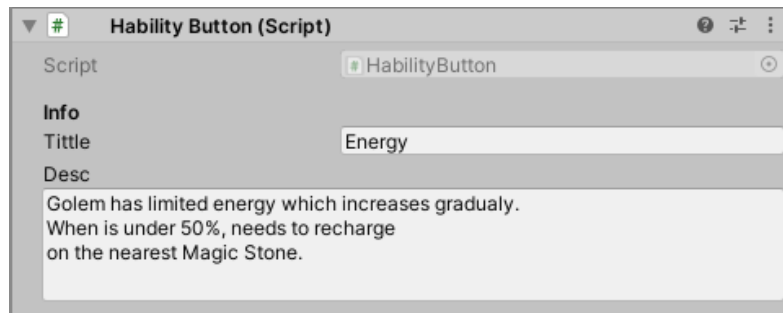 Hability Button (Script)
Script HabilityButton
Info
Tittle Energy
Desc
Golem has limited energy which increases gradualy.
When is under 50%, needs to recharge
on the nearest Magic Stone.